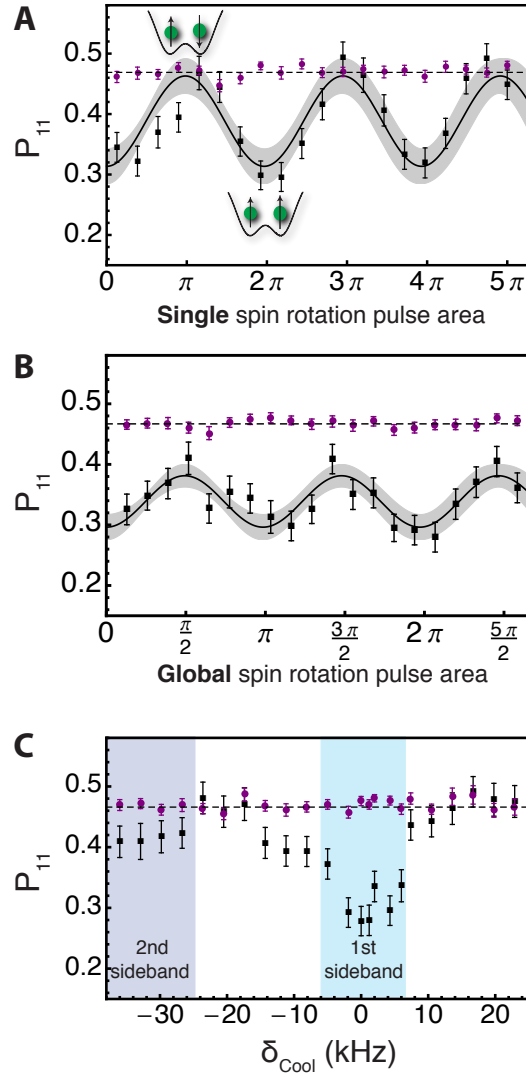 A
0.5
0.4
0.3
0.2
P11
0 π 2π 3π 4π 5π
Single spin rotation pulse area
B
0.5
0.4
0.3
0.2
P11
0 π/2 π 3π/2 2π 5π/2
Global spin rotation pulse area
C
0.5
0.4
0.3
0.2
P11
2nd
sideband
1st
sideband
−30 −20 −10 0 10 20
δCool (kHz)